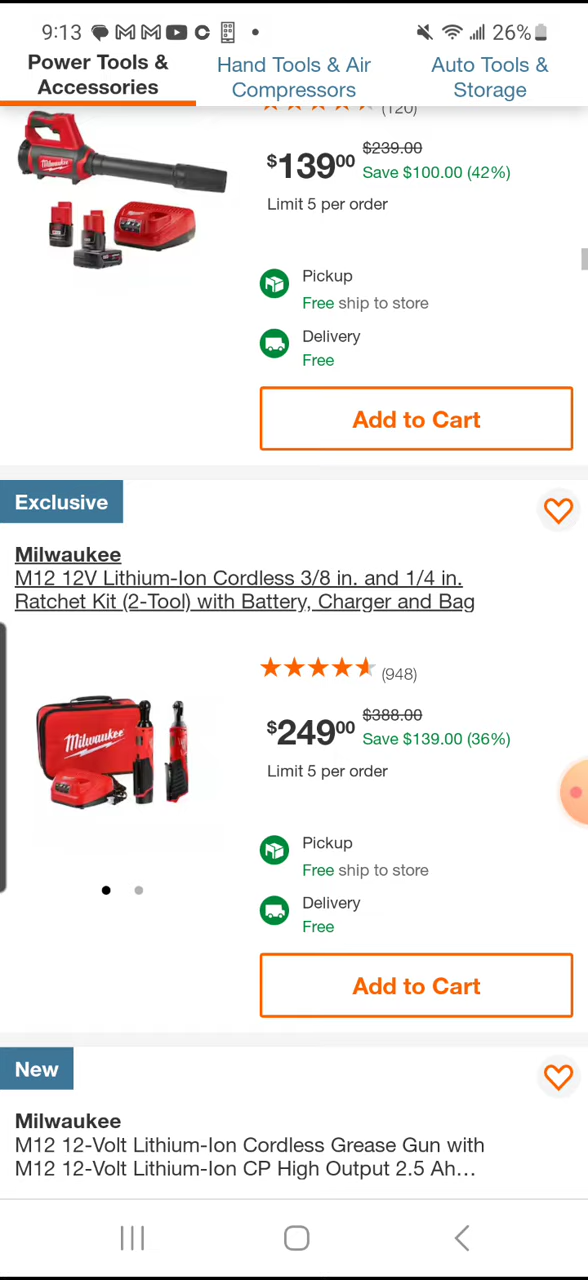 9:13
26%
Power Tools & Accessories
Hand Tools & Air Compressors
Auto Tools & Storage
(120)
Milwaukee
$139.00
$239.00
Save $100.00 (42%)
Limit 5 per order
Pickup
Free ship to store
Delivery
Free
Add to Cart
Exclusive
Milwaukee
M12 12V Lithium-Ion Cordless 3/8 in. and 1/4 in.
Ratchet Kit (2-Tool) with Battery, Charger and Bag
(948)
Milwaukee
$249.00
$388.00
Save $139.00 (36%)
Limit 5 per order
Pickup
Free ship to store
Delivery
Free
Add to Cart
New
Milwaukee
M12 12-Volt Lithium-Ion Cordless Grease Gun with
M12 12-Volt Lithium-Ion CP High Output 2.5 Ah...